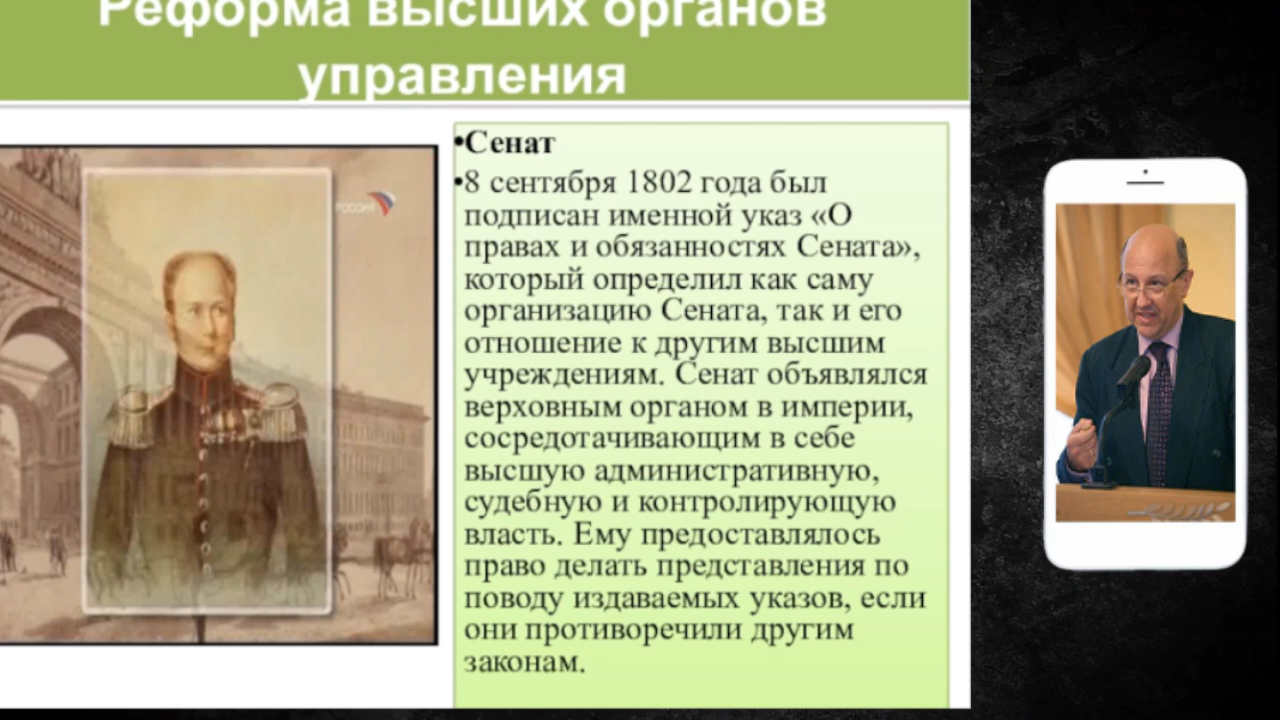 Реформа высших органов
управления
•Сенат
•8 сентября 1802 года был
подписан именной указ «О
правах и обязанностях Сената»,
который определил как саму
организацию Сената, так и его
отношение к другим высшим
учреждениям. Сенат объявлялся
верховным органом в империи,
сосредотачивающим в себе
высшую административную,
судебную и контролирующую
власть. Ему предоставлялось
право делать представления по
поводу издаваемых указов, если
они противоречили другим
законам.
РОССИЯ